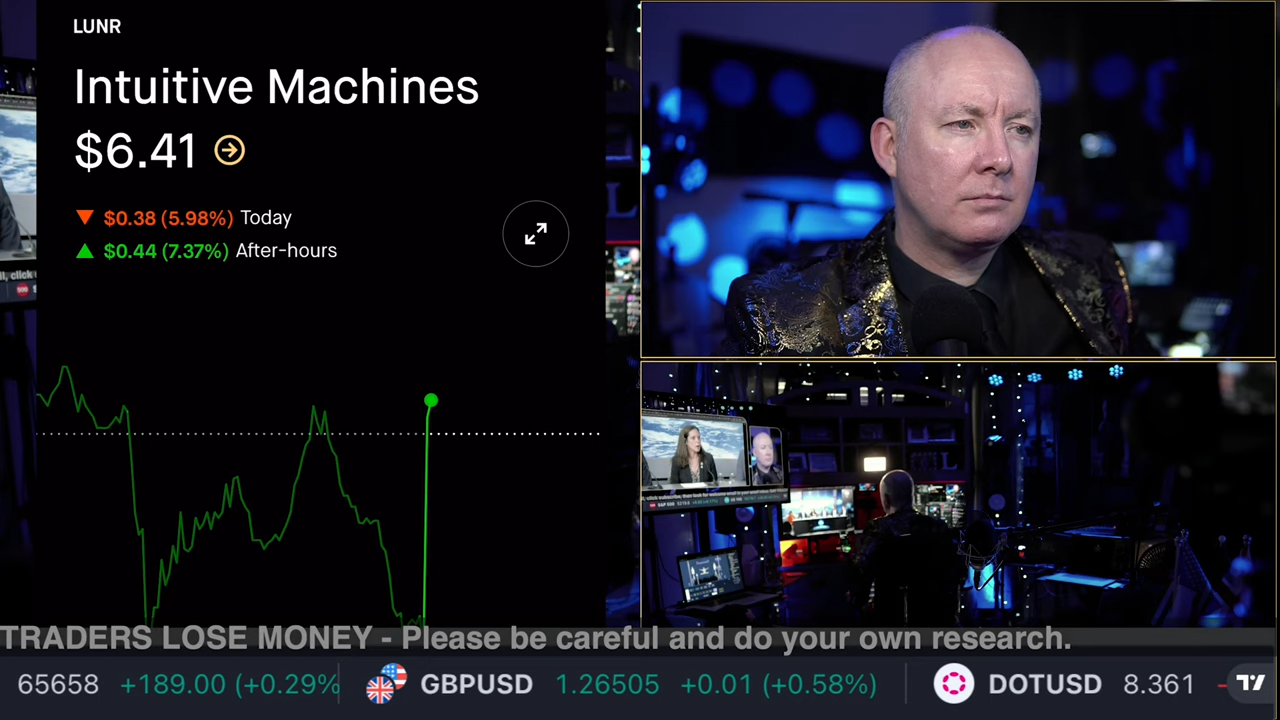 LUNR
Intuitive Machines
$6.41
$0.38 (5.98%) Today
$0.44 (7.37%) After-hours
TRADERS LOSE MONEY - Please be careful and do your own research.
65658 +189.00 (+0.29%
GBPUSD 1.26505 +0.01 (+0.58%)
DOTUSD 8.361